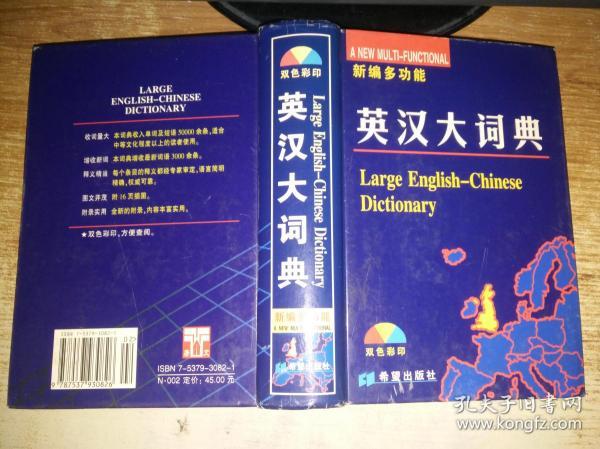 LARGE
ENGLISH-CHINESE
DICTIONARY
收词量大 本词典收入单词及短语50000余条,适合
中等文化程度以上的读者使用。
增收新词 本词典增收最新词语3000余条。
释义精当 每个条目的释义都经专家审定,语言简明
精确,权威可靠。
图文并茂 附16页插图。
附录实用 全新的附录,内容丰富实用。
★双色彩印,方便查阅。
ISBN 7-5379-3082-1
02
9787537930826
ISBN 7-5379-3082-1
N·002 定价:45.00元
双色彩印
英汉大词典
Large English-Chinese Dictionary
新编多功能
A NEW MULTI-FUNCTIONAL
A NEW MULTI-FUNCTIONAL
新编多功能
英汉大词典
Large English-Chinese
Dictionary
双色彩印
希望出版社
孔夫子旧书网
www.kongfz.com